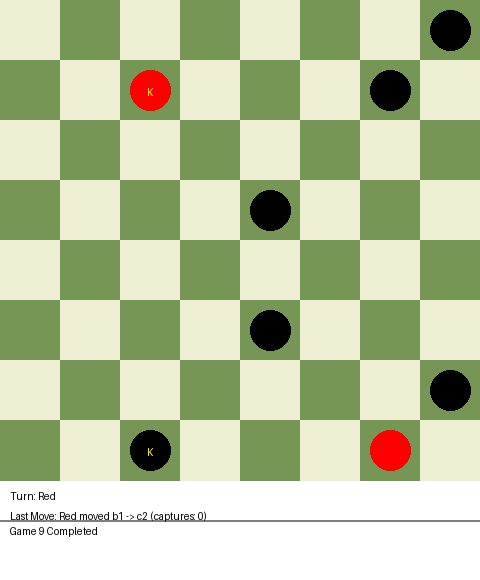 K
K
Turn: Red
Last Move: Red moved b1 -> c2 (captures: 0)
Game 9 Completed